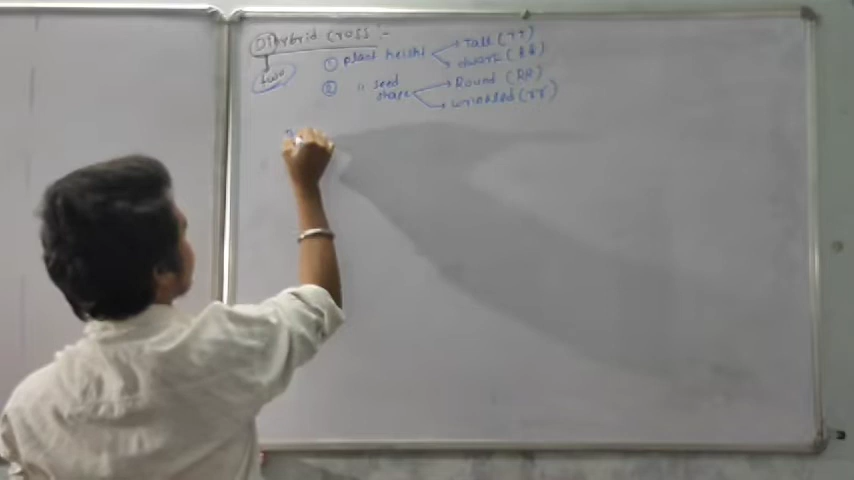 Dihybrid Cross :-
two
① plant height → Tall (TT)
→ dwarf (tt)
② " seed shape → Round (RR)
→ wrinkled (rr)